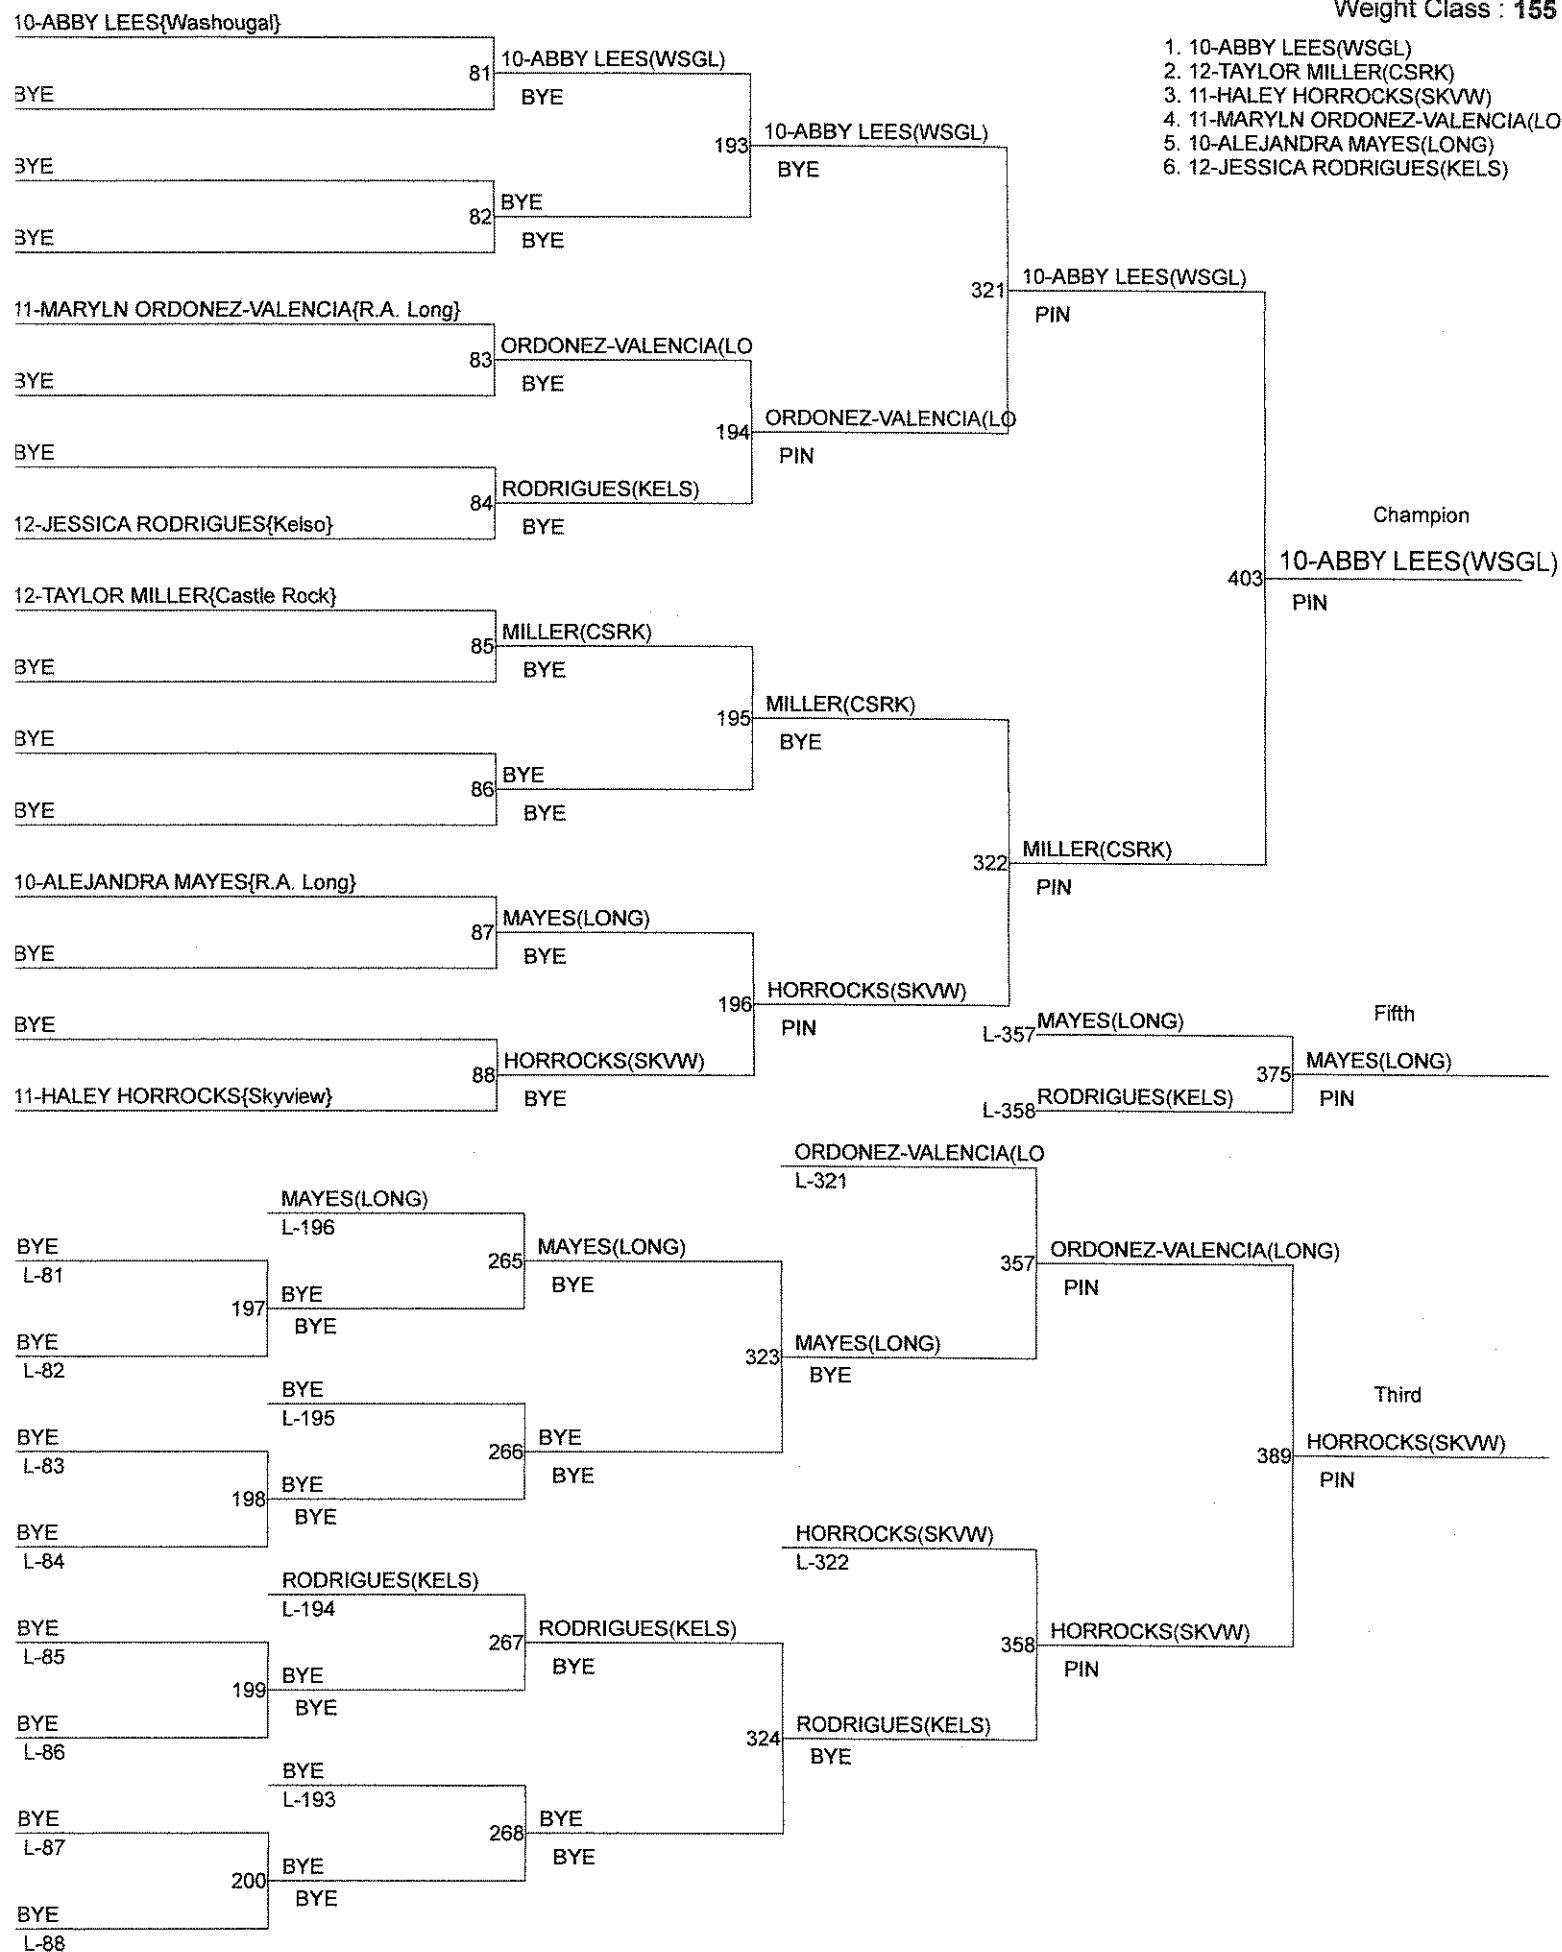 Weight Class : 155
1. 10-ABBY LEES(WSGL)
2. 12-TAYLOR MILLER(CSRK)
3. 11-HALEY HORROCKS(SKVW)
4. 11-MARYLN ORDONEZ-VALENCIA(LO
5. 10-ALEJANDRA MAYES(LONG)
6. 12-JESSICA RODRIGUES(KELS)
10-ABBY LEES{Washougal}
81
10-ABBY LEES(WSGL)
BYE
BYE
193
10-ABBY LEES(WSGL)
BYE
BYE
82
BYE
BYE
BYE
321
10-ABBY LEES(WSGL)
PIN
11-MARYLN ORDONEZ-VALENCIA{R.A. Long}
83
ORDONEZ-VALENCIA(LO
BYE
BYE
194
ORDONEZ-VALENCIA(LO
PIN
BYE
84
RODRIGUES(KELS)
BYE
12-JESSICA RODRIGUES{Kelso}
Champion
403
10-ABBY LEES(WSGL)
PIN
12-TAYLOR MILLER{Castle Rock}
85
MILLER(CSRK)
BYE
BYE
195
MILLER(CSRK)
BYE
BYE
86
BYE
BYE
BYE
322
MILLER(CSRK)
PIN
10-ALEJANDRA MAYES{R.A. Long}
87
MAYES(LONG)
BYE
BYE
196
HORROCKS(SKVW)
PIN
BYE
88
HORROCKS(SKVW)
BYE
11-HALEY HORROCKS{Skyview}
Fifth
L-357
MAYES(LONG)
375
MAYES(LONG)
PIN
L-358
RODRIGUES(KELS)
ORDONEZ-VALENCIA(LO
L-321
MAYES(LONG)
L-196
BYE
L-81
265
MAYES(LONG)
BYE
357
ORDONEZ-VALENCIA(LONG)
PIN
197
BYE
BYE
BYE
L-82
323
MAYES(LONG)
BYE
BYE
L-195
Third
BYE
L-83
266
BYE
BYE
389
HORROCKS(SKVW)
PIN
198
BYE
BYE
BYE
L-84
HORROCKS(SKVW)
L-322
RODRIGUES(KELS)
L-194
BYE
L-85
267
RODRIGUES(KELS)
BYE
358
HORROCKS(SKVW)
PIN
199
BYE
BYE
BYE
L-86
324
RODRIGUES(KELS)
BYE
BYE
L-193
BYE
L-87
268
BYE
BYE
200
BYE
BYE
BYE
L-88